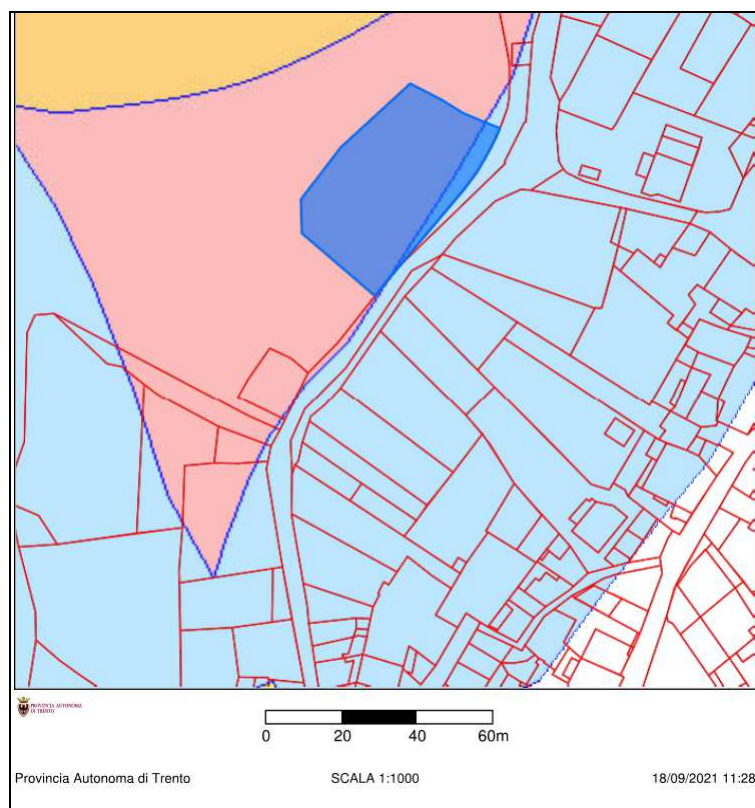 PROVINCIA AUTONOMA
DI TRENTO
0 20 40 60m
Provincia Autonoma di Trento SCALA 1:1000 18/09/2021 11:28